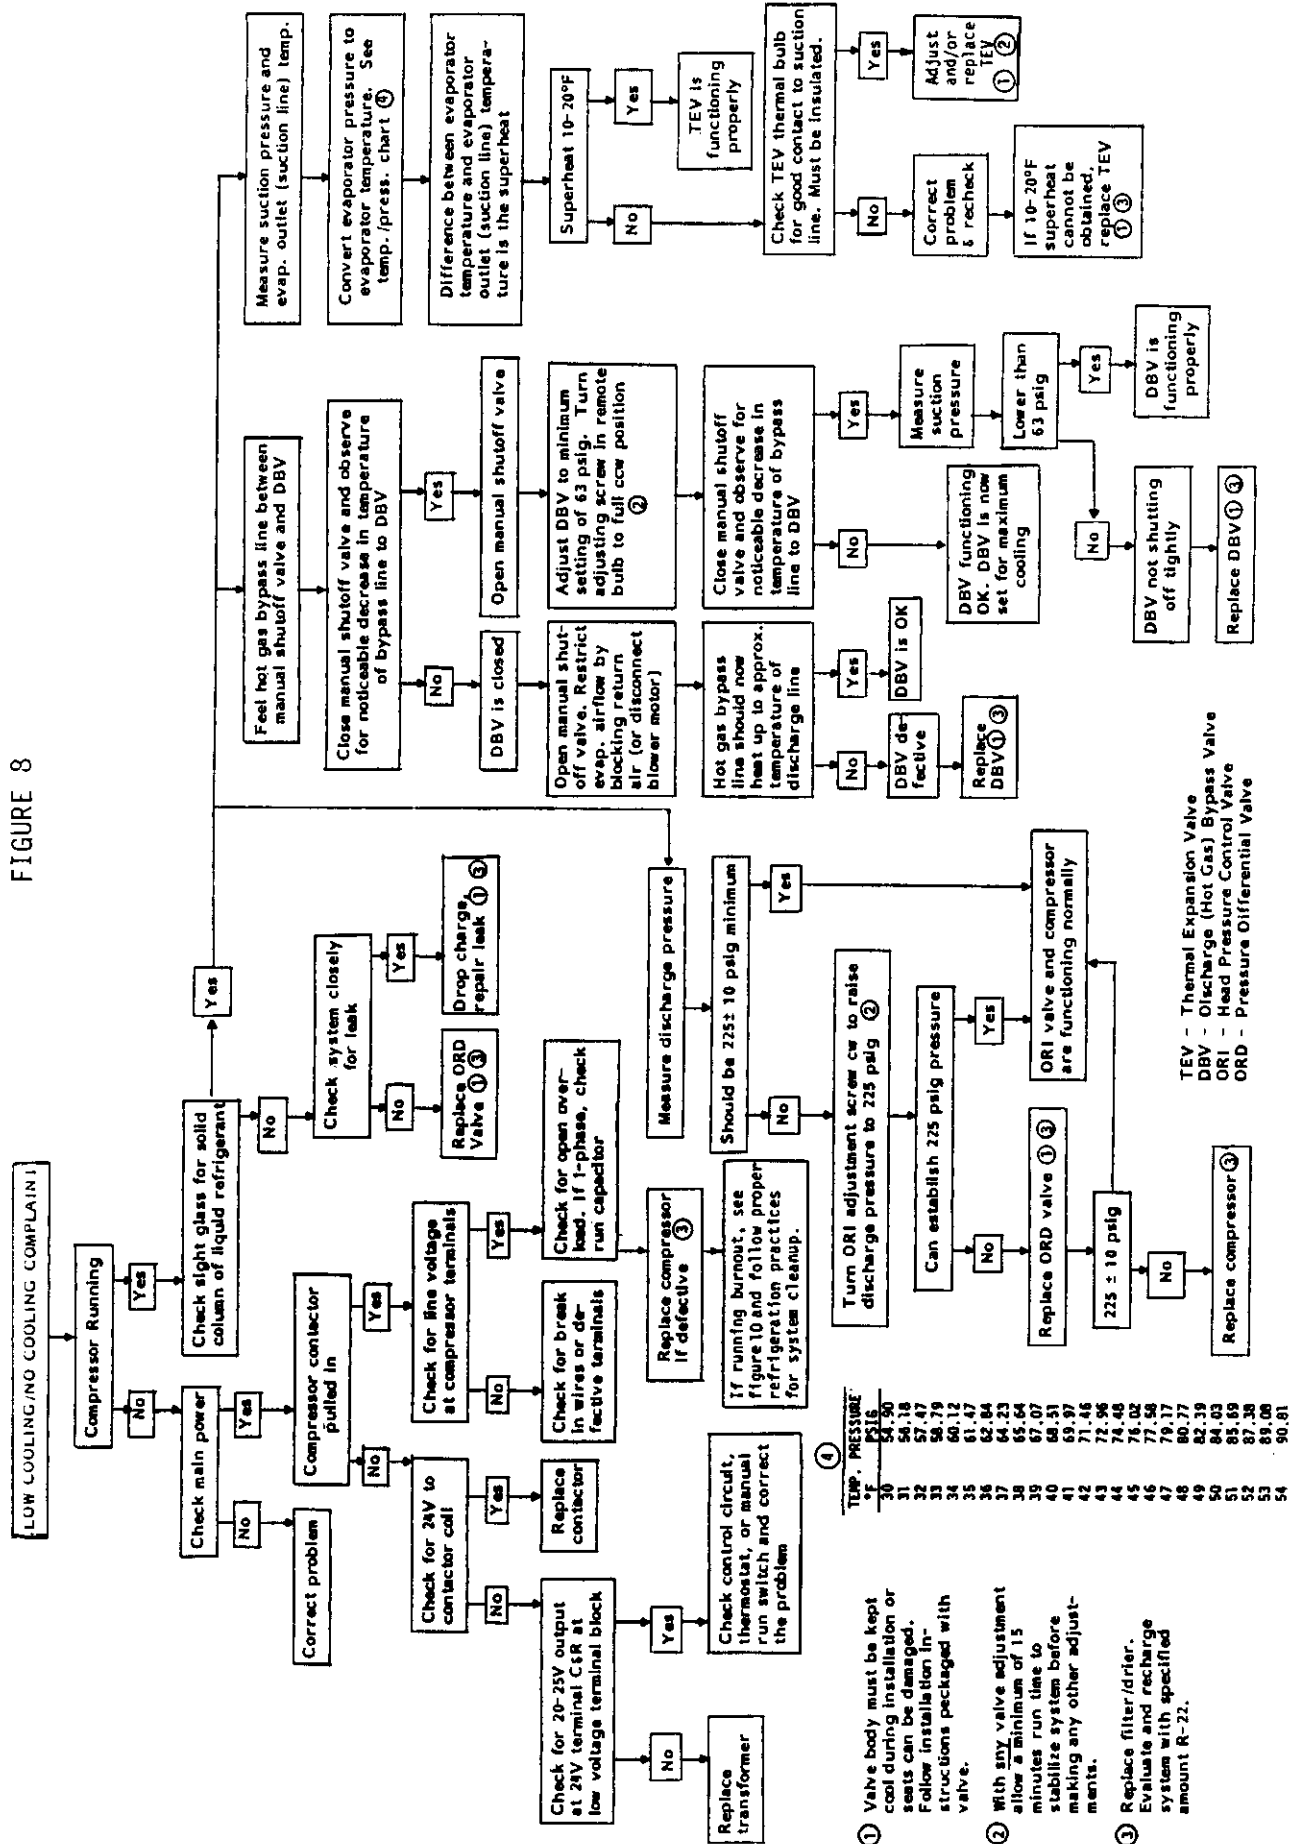 FIGURE 8
LOW COOLING/NO COOLING COMPLAINT
Compressor Running
No
Yes
Check main power
No
Yes
Correct problem
Compressor contactor
pulled in
No
Yes
Check for 24V to
contactor coil
No
Yes
Replace
contactor
Check for 20-25V output
at 24V terminal C&R at
low voltage terminal block
No
Yes
Replace
transformer
Check control circuit,
thermostat, or manual
run switch and correct
the problem
Check for line voltage
at compressor terminals
No
Yes
Check for break
in wires or de-
fective terminals
Check for open over-
load. If 1-phase, check
run capacitor
Replace compressor
if defective ③
If running burnout, see
figure 10 and follow proper
refrigeration practices
for system cleanup.
Check sight glass for solid
column of liquid refrigerant
No
Yes
Check system closely
for leak
No
Yes
Replace ORD
Valve ① ③
Drop charge,
repair leak ① ③
Measure discharge pressure
Should be 225± 10 psig minimum
No
Yes
Turn ORI adjustment screw cw to raise
discharge pressure to 225 psig ②
Can establish 225 psig pressure
No
Yes
Replace ORD valve ① ③
225 ± 10 psig
No
Replace compressor ③
ORI valve and compressor
are functioning normally
Feel hot gas bypass line between
manual shutoff valve and DBV
Close manual shutoff valve and observe
for noticeable decrease in temperature
of bypass line to DBV
No
Yes
DBV is closed
Open manual shut-
off valve. Restrict
evap. airflow by
blocking return
air (or disconnect
blower motor)
Hot gas bypass
line should now
heat up to approx.
temperature of
discharge line
No
Yes
DBV de-
fective
DBV is OK
Replace
DBV ① ③
Open manual shutoff valve
Adjust DBV to minimum
setting of 63 psig. Turn
adjusting screw in remote
bulb to full ccw position
②
Close manual shutoff
valve and observe for
noticeable decrease in
temperature of bypass
line to DBV
No
Yes
DBV functioning
OK. DBV is now
set for maximum
cooling
Measure
suction
pressure
Lower than
63 psig
No
Yes
DBV not shutting
off tightly
DBV is
functioning
properly
Replace DBV ① ③
Measure suction pressure and
evap. outlet (suction line) temp.
Convert evaporator pressure to
evaporator temperature. See
temp./press. chart ④
Difference between evaporator
temperature and evaporator
outlet (suction line) tempera-
ture is the superheat
Superheat 10-20°F
No
Yes
TEV is
functioning
properly
Check TEV thermal bulb
for good contact to suction
line. Must be insulated.
No
Yes
Correct
problem
& recheck
Adjust
and/or
replace
TEV
① ②
If 10-20°F
superheat
cannot be
obtained,
replace TEV
① ③
① Valve body must be kept
cool during installation or
seats can be damaged.
Follow installation in-
structions packaged with
valve.
② With any valve adjustment
allow a minimum of 15
minutes run time to
stabilize system before
making any other adjust-
ments.
③ Replace filter/drier.
Evaluate and recharge
system with specified
amount R-22.
④
TEMP. PRESSURE
°F PSIG
30 54.90
31 56.18
32 57.47
33 58.79
34 60.12
35 61.47
36 62.84
37 64.23
38 65.64
39 67.07
40 68.51
41 69.97
42 71.46
43 72.96
44 74.48
45 76.02
46 77.58
47 79.17
48 80.77
49 82.39
50 84.03
51 85.69
52 87.38
53 89.08
54 90.81
TEV - Thermal Expansion Valve
DBV - Discharge (Hot Gas) Bypass Valve
ORI - Head Pressure Control Valve
ORD - Pressure Differential Valve